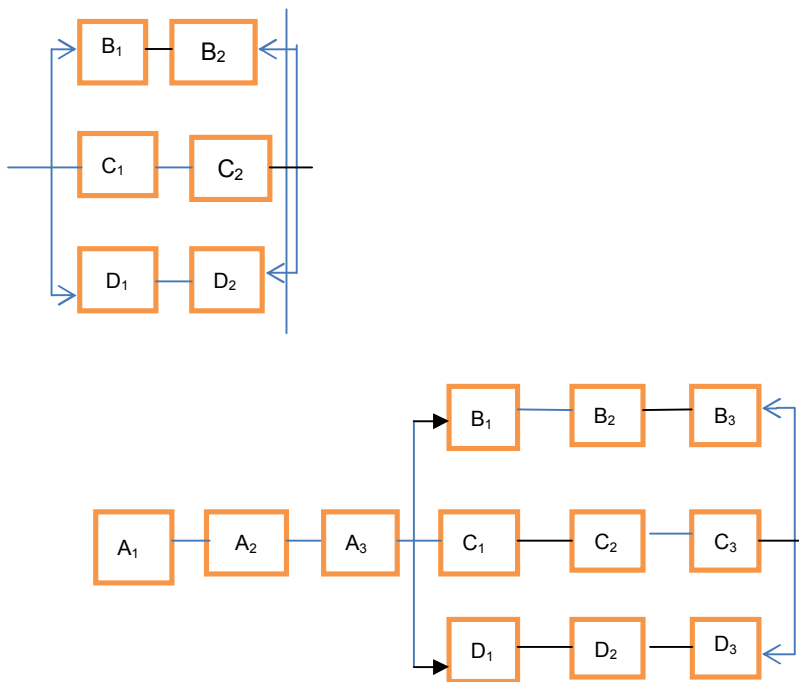 B₁ B₂
C₁ C₂
D₁ D₂
B₁ B₂ B₃
A₁ A₂ A₃ C₁ C₂ C₃
D₁ D₂ D₃